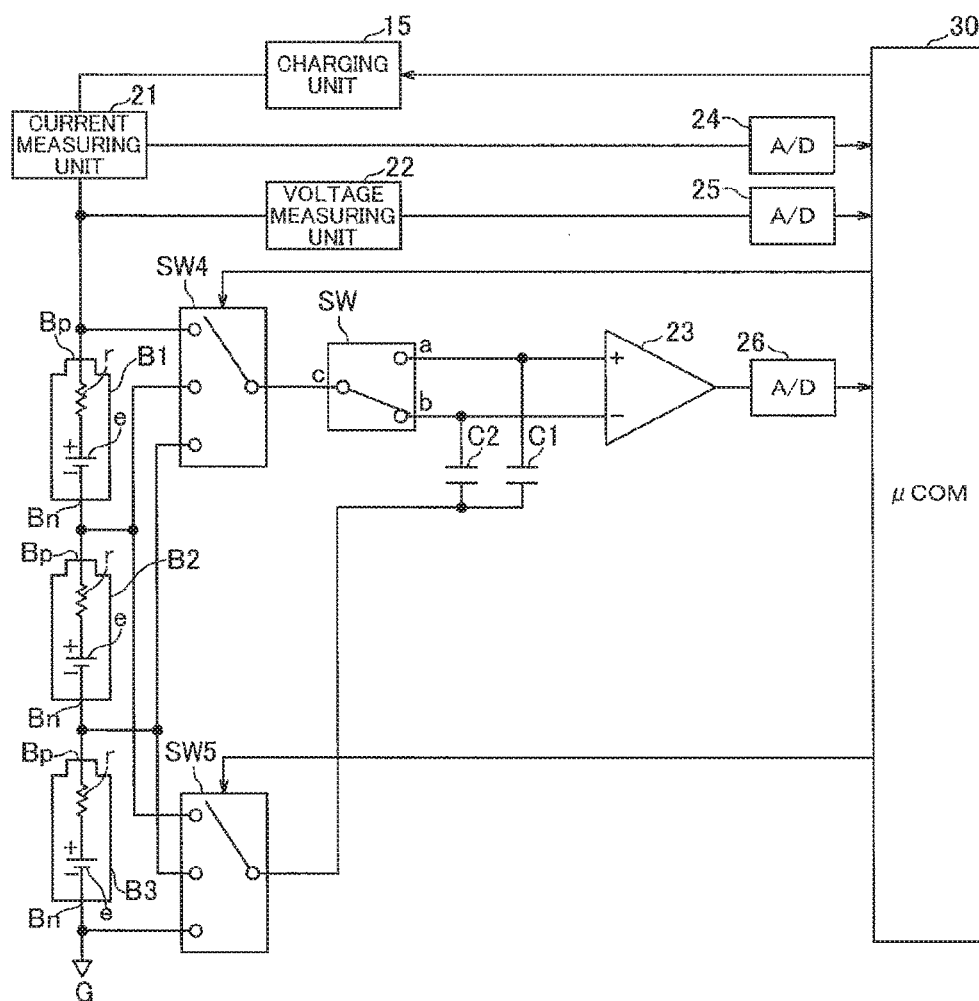 15
30
CHARGING
UNIT
21
CURRENT
MEASURING
UNIT
24
A/D
22
VOLTAGE
MEASURING
UNIT
25
A/D
SW4
SW
23
26
Bp
r
B1
a
+
A/D
c
b
−
e
+
−
C2
C1
μCOM
Bn
Bp
r
B2
e
+
−
Bn
SW5
Bp
r
+
−
B3
Bn
e
G